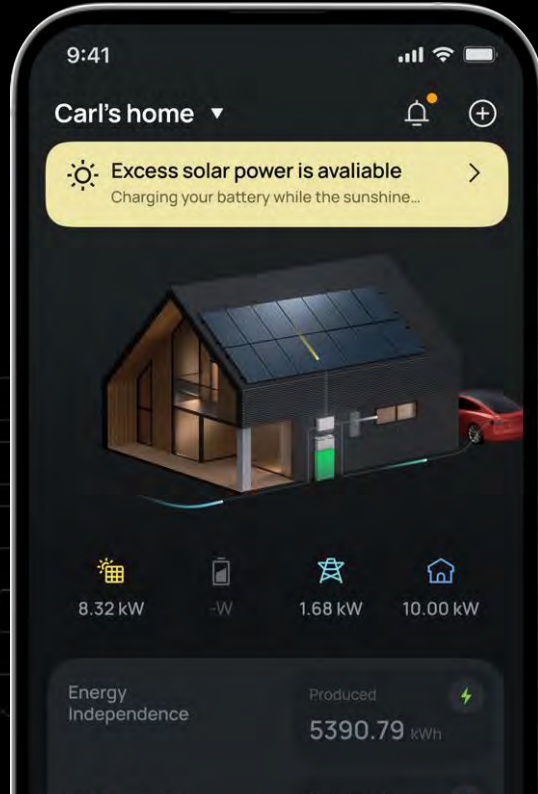 9:41
Carl's home
Excess solar power is avaliable
Charging your battery while the sunshine...
8.32 kW
-W
1.68 kW
10.00 kW
Energy
Independence
Produced
5390.79 kWh